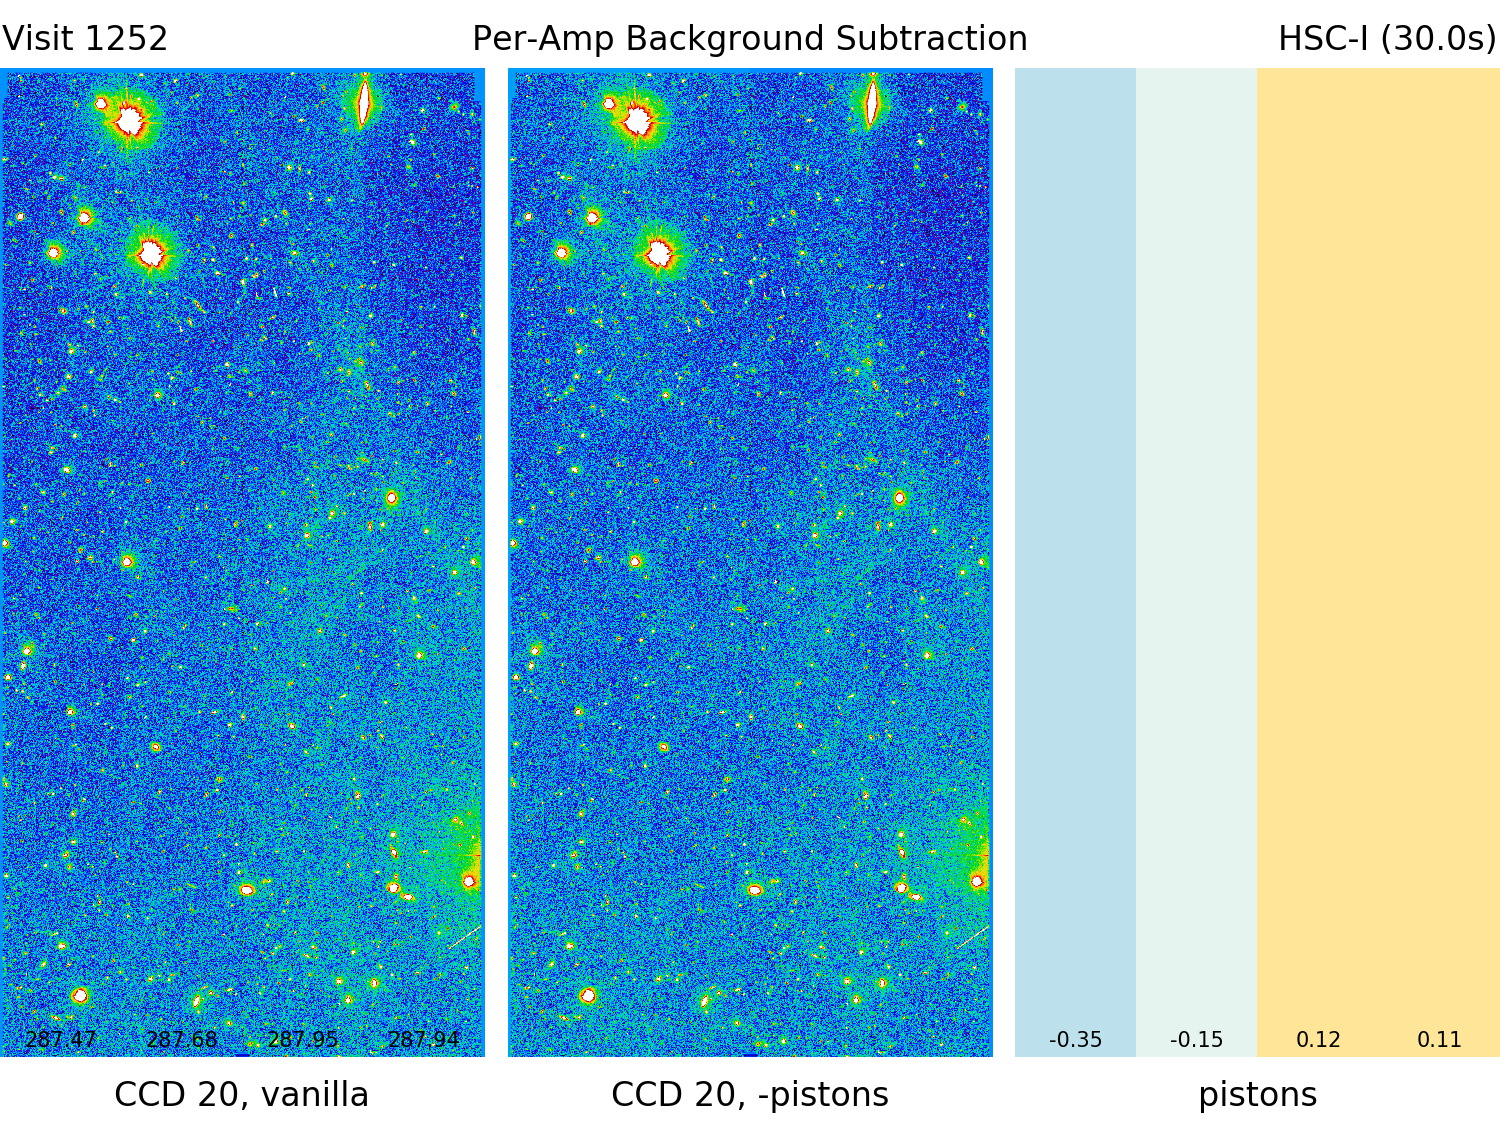 Visit 1252
Per-Amp Background Subtraction
HSC-I (30.0s)
287.47 287.68 287.95 287.94
-0.35 -0.15 0.12 0.11
CCD 20, vanilla
CCD 20, -pistons
pistons